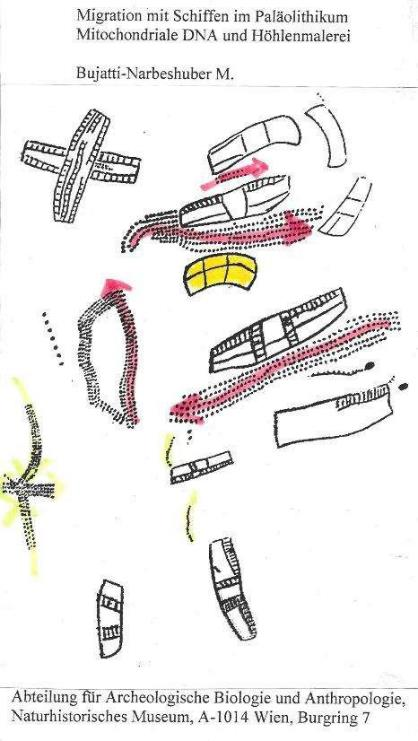 Migration mit Schiffen im Paläolithikum
Mitochondriale DNA und Höhlenmalerei
Bujatti-Narbeshuber M.
Abteilung für Archeologische Biologie und Anthropologie,
Naturhistorisches Museum, A-1014 Wien, Burgring 7